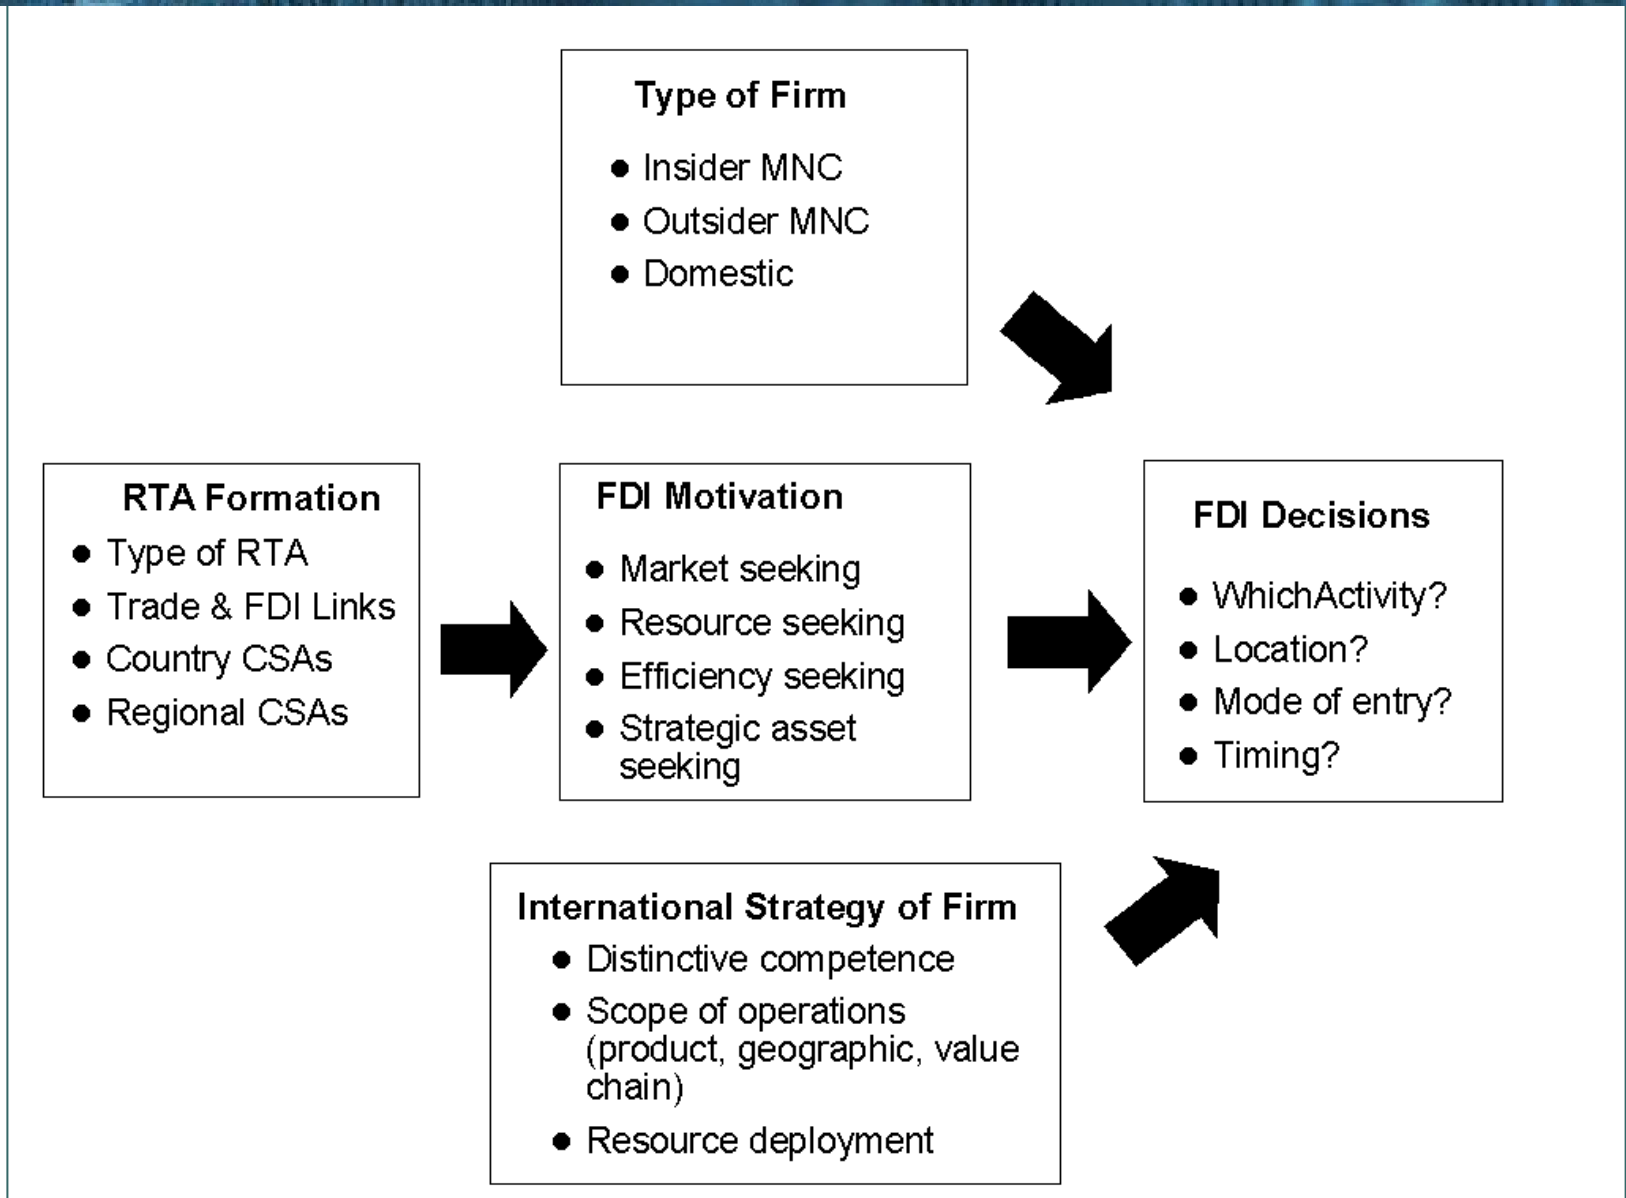 Type of Firm
● Insider MNC
● Outsider MNC
● Domestic
RTA Formation
● Type of RTA
● Trade & FDI Links
● Country CSAs
● Regional CSAs
FDI Motivation
● Market seeking
● Resource seeking
● Efficiency seeking
● Strategic asset
seeking
FDI Decisions
● WhichActivity?
● Location?
● Mode of entry?
● Timing?
International Strategy of Firm
● Distinctive competence
● Scope of operations
(product, geographic, value
chain)
● Resource deployment